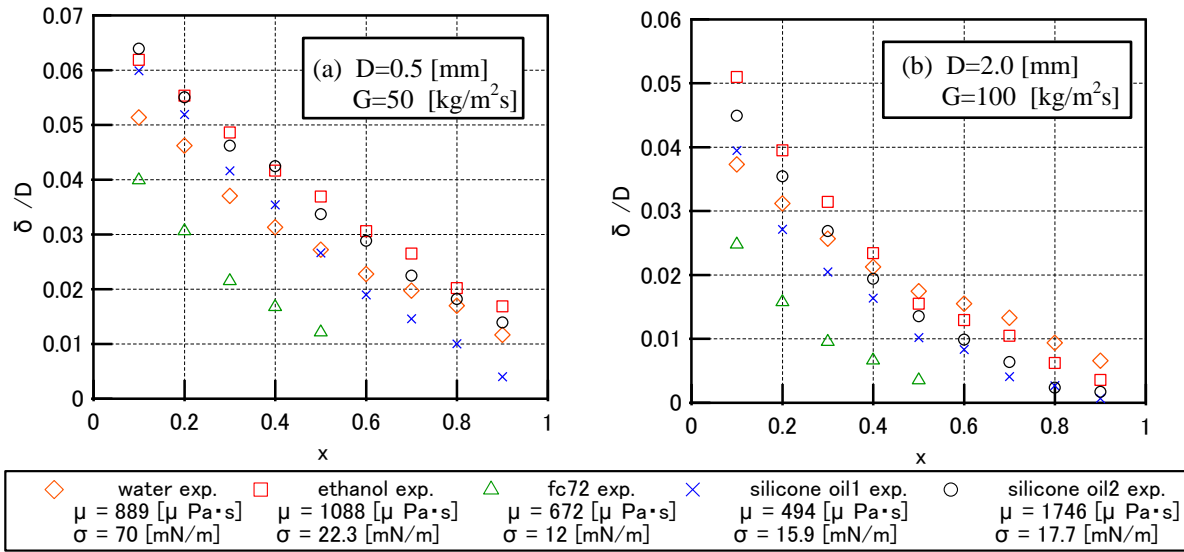 0.07
0.06
0.05
0.04
0.03
0.02
0.01
0
δ /D
(a) D=0.5 [mm]
G=50 [kg/m²s]
0 0.2 0.4 0.6 0.8 1
x
0.06
0.05
0.04
0.03
0.02
0.01
0
δ /D
(b) D=2.0 [mm]
G=100 [kg/m²s]
0 0.2 0.4 0.6 0.8 1
x
water exp.
μ = 889 [μ Pa・s]
σ = 70 [mN/m]
ethanol exp.
μ = 1088 [μ Pa・s]
σ = 22.3 [mN/m]
fc72 exp.
μ = 672 [μ Pa・s]
σ = 12 [mN/m]
silicone oil1 exp.
μ = 494 [μ Pa・s]
σ = 15.9 [mN/m]
silicone oil2 exp.
μ = 1746 [μ Pa・s]
σ = 17.7 [mN/m]